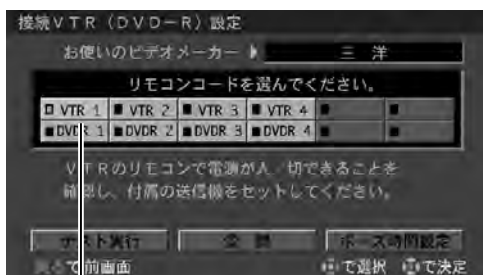 接続VTR(DVD-R)設定
お使いのビデオメーカー 三洋
リモコンコードを選んでください。
VTR 1 VTR 2 VTR 3 VTR 4
DVDR 1 DVDR 2 DVDR 3 DVDR 4
VTRのリモコンで電源が入/切できることを
確認し、付属の送信機をセットしてください。
テスト実行 登録 ポーズ時間設定
で前画面 で選択 で決定